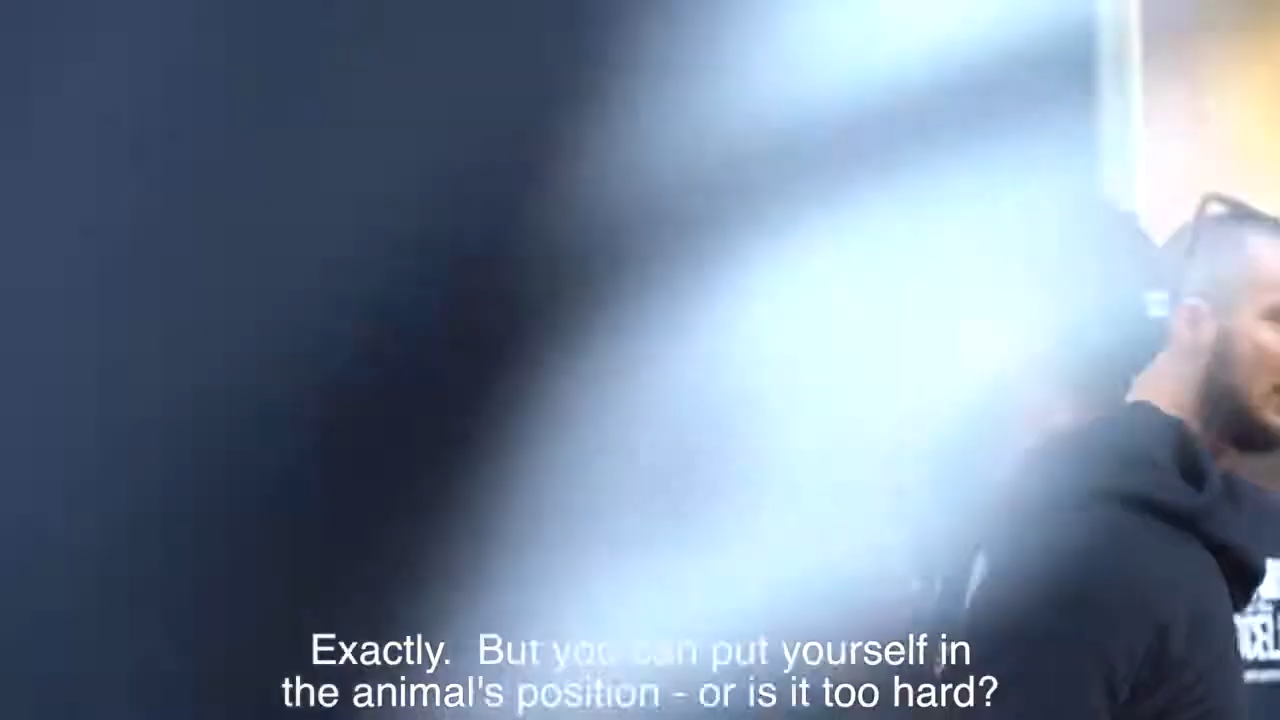 Exactly. But you can put yourself in
the animal's position - or is it too hard?